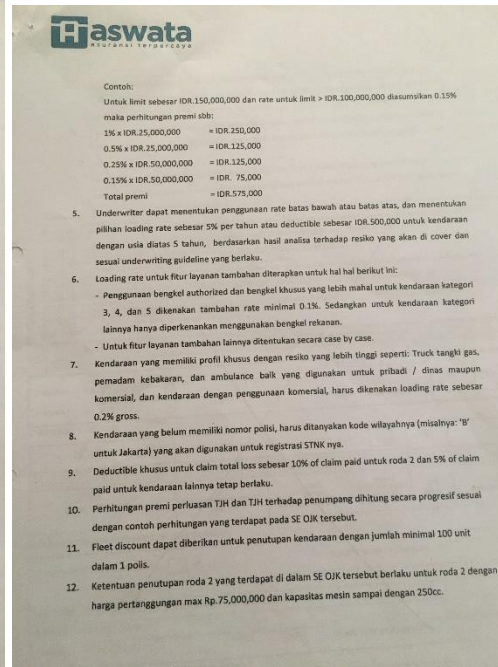 aswata
Asuransi terpercaya
Contoh:
Untuk limit sebesar IDR.150,000,000 dan rate untuk limit > IDR.100,000,000 diasumsikan 0.15%
maka perhitungan premi sbb:
1% x IDR.25,000,000 = IDR.250,000
0.5% x IDR.25,000,000 = IDR.125,000
0.25% x IDR.50,000,000 = IDR.125,000
0.15% x IDR.50,000,000 = IDR. 75,000
Total premi = IDR.575,000
5. Underwriter dapat menentukan penggunaan rate batas bawah atau batas atas, dan menentukan
pilihan loading rate sebesar 5% per tahun atau deductible sebesar IDR.500,000 untuk kendaraan
dengan usia diatas 5 tahun, berdasarkan hasil analisa terhadap resiko yang akan di cover dan
sesuai underwriting guideline yang berlaku.
6. Loading rate untuk fitur layanan tambahan diterapkan untuk hal hal berikut ini:
- Penggunaan bengkel authorized dan bengkel khusus yang lebih mahal untuk kendaraan kategori
3, 4, dan 5 dikenakan tambahan rate minimal 0.1%. Sedangkan untuk kendaraan kategori
lainnya hanya diperkenankan menggunakan bengkel rekanan.
- Untuk fitur layanan tambahan lainnya ditentukan secara case by case.
7. Kendaraan yang memiliki profil khusus dengan resiko yang lebih tinggi seperti: Truck tangki gas,
pemadam kebakaran, dan ambulance baik yang digunakan untuk pribadi / dinas maupun
komersial, dan kendaraan dengan penggunaan komersial, harus dikenakan loading rate sebesar
0.2% gross.
8. Kendaraan yang belum memiliki nomor polisi, harus ditanyakan kode wilayahnya (misalnya: 'B'
untuk Jakarta) yang akan digunakan untuk registrasi STNK nya.
9. Deductible khusus untuk claim total loss sebesar 10% of claim paid untuk roda 2 dan 5% of claim
paid untuk kendaraan lainnya tetap berlaku.
10. Perhitungan premi perluasan TJH dan TJH terhadap penumpang dihitung secara progresif sesuai
dengan contoh perhitungan yang terdapat pada SE OJK tersebut.
11. Fleet discount dapat diberikan untuk penutupan kendaraan dengan jumlah minimal 100 unit
dalam 1 polis.
12. Ketentuan penutupan roda 2 yang terdapat di dalam SE OJK tersebut berlaku untuk roda 2 dengan
harga pertanggungan max Rp.75,000,000 dan kapasitas mesin sampai dengan 250cc.